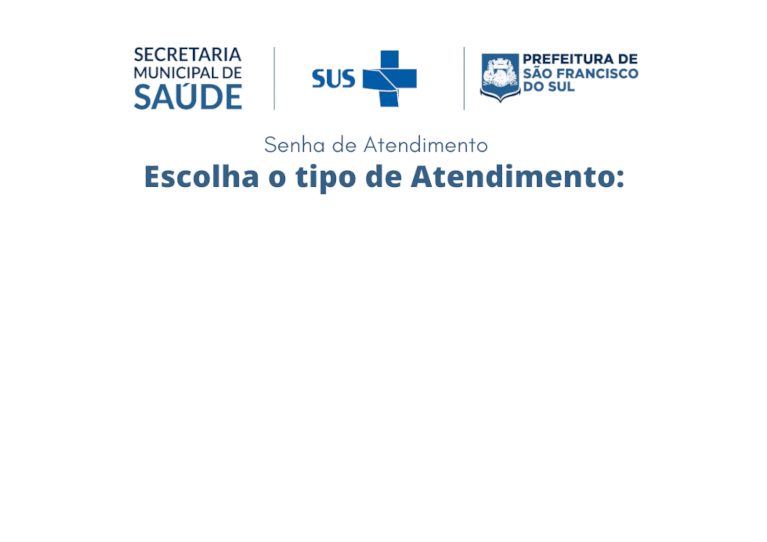 SECRETARIA
MUNICIPAL DE
SAÚDE
SUS
PREFEITURA DE
SÃO FRANCISCO
DO SUL
Senha de Atendimento
Escolha o tipo de Atendimento: